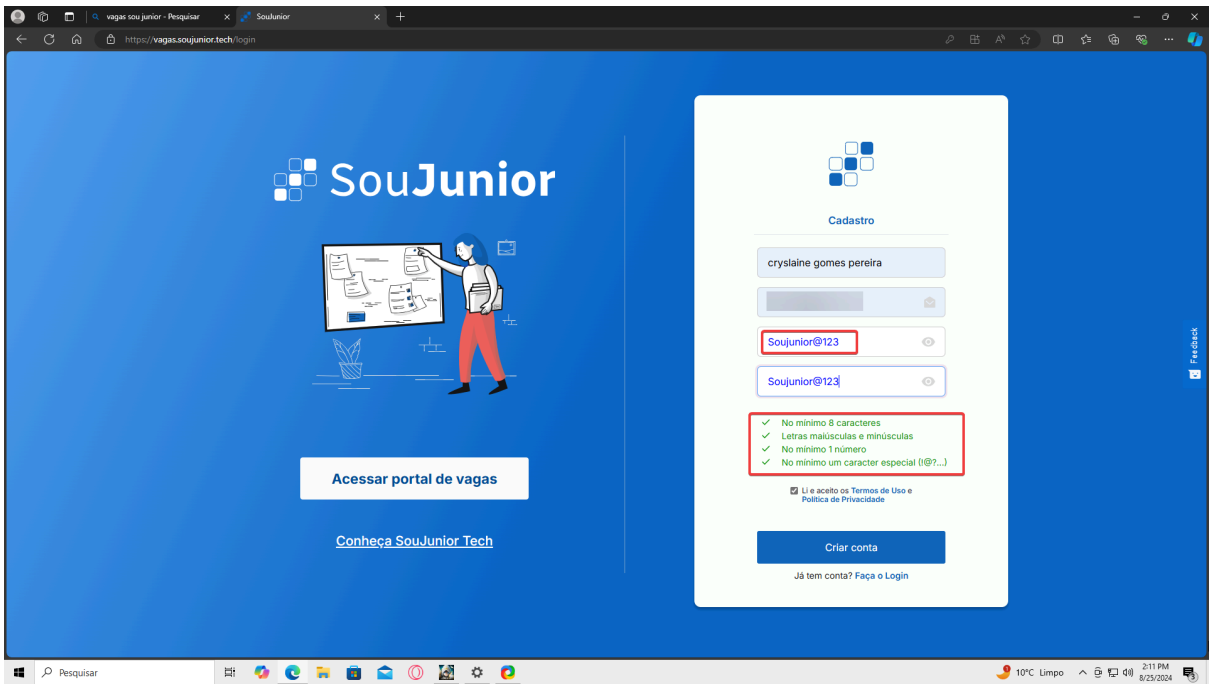 vagas sou junior - Pesquisar
SouJunior
https://vagas.soujunior.tech/login
SouJunior
Acessar portal de vagas
Conheça SouJunior Tech
Cadastro
cryslaine gomes pereira
Soujunior@123
Soujunior@123
No mínimo 8 caracteres
Letras maiúsculas e minúsculas
No mínimo 1 número
No mínimo um caracter especial (!@?...)
Li e aceito os Termos de Uso e
Política de Privacidade
Criar conta
Já tem conta? Faça o Login
Feedback
Pesquisar
10°C Limpo
2:11 PM
8/25/2024